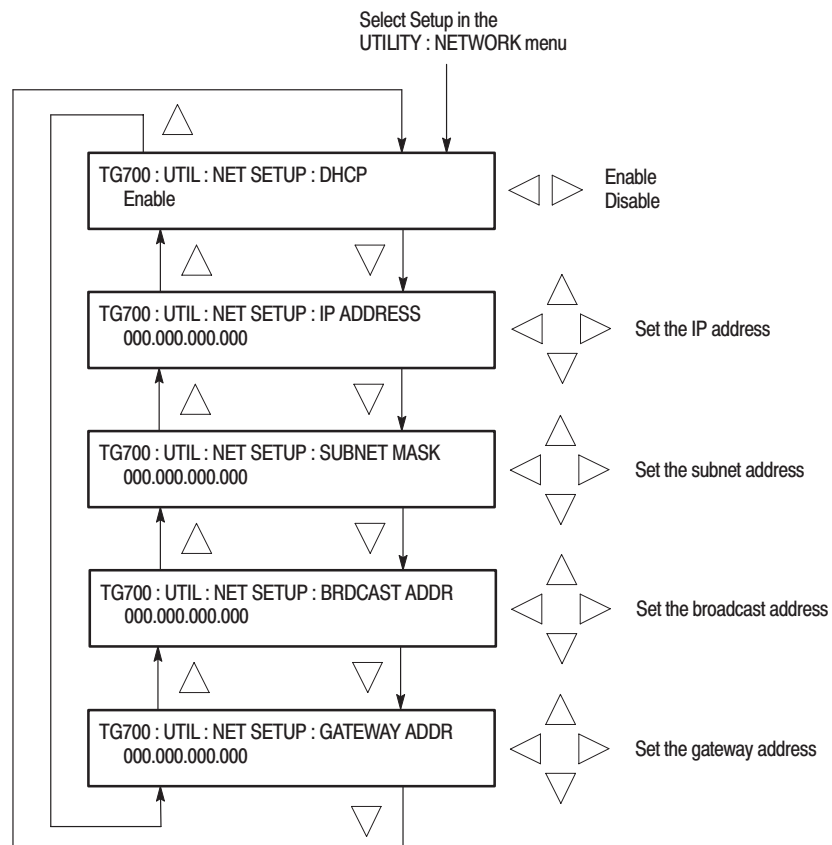 Select Setup in the
UTILITY : NETWORK menu
TG700 : UTIL : NET SETUP : DHCP
Enable
Enable
Disable
TG700 : UTIL : NET SETUP : IP ADDRESS
000.000.000.000
Set the IP address
TG700 : UTIL : NET SETUP : SUBNET MASK
000.000.000.000
Set the subnet address
TG700 : UTIL : NET SETUP : BRDCAST ADDR
000.000.000.000
Set the broadcast address
TG700 : UTIL : NET SETUP : GATEWAY ADDR
000.000.000.000
Set the gateway address